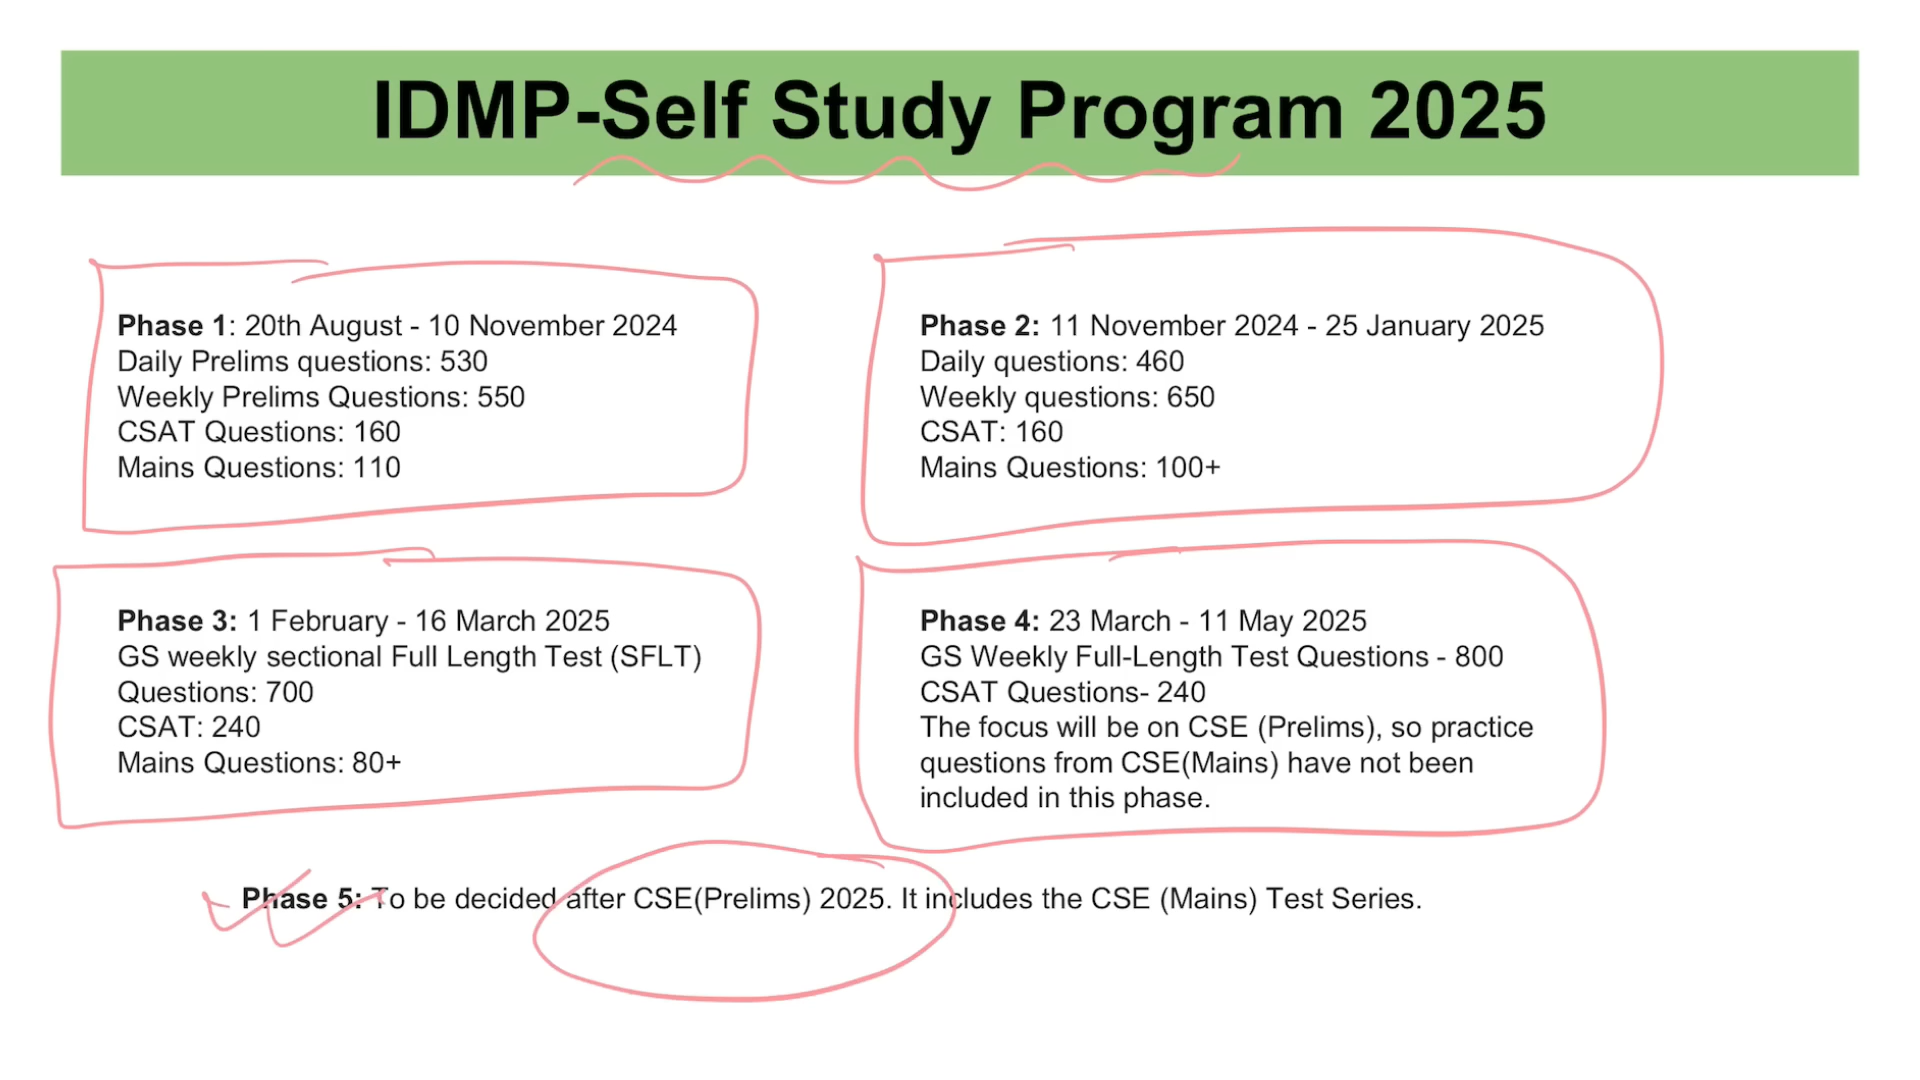 IDMP-Self Study Program 2025
Phase 1: 20th August - 10 November 2024
Daily Prelims questions: 530
Weekly Prelims Questions: 550
CSAT Questions: 160
Mains Questions: 110
Phase 2: 11 November 2024 - 25 January 2025
Daily questions: 460
Weekly questions: 650
CSAT: 160
Mains Questions: 100+
Phase 3: 1 February - 16 March 2025
GS weekly sectional Full Length Test (SFLT)
Questions: 700
CSAT: 240
Mains Questions: 80+
Phase 4: 23 March - 11 May 2025
GS Weekly Full-Length Test Questions - 800
CSAT Questions- 240
The focus will be on CSE (Prelims), so practice
questions from CSE(Mains) have not been
included in this phase.
Phase 5: To be decided after CSE(Prelims) 2025. It includes the CSE (Mains) Test Series.